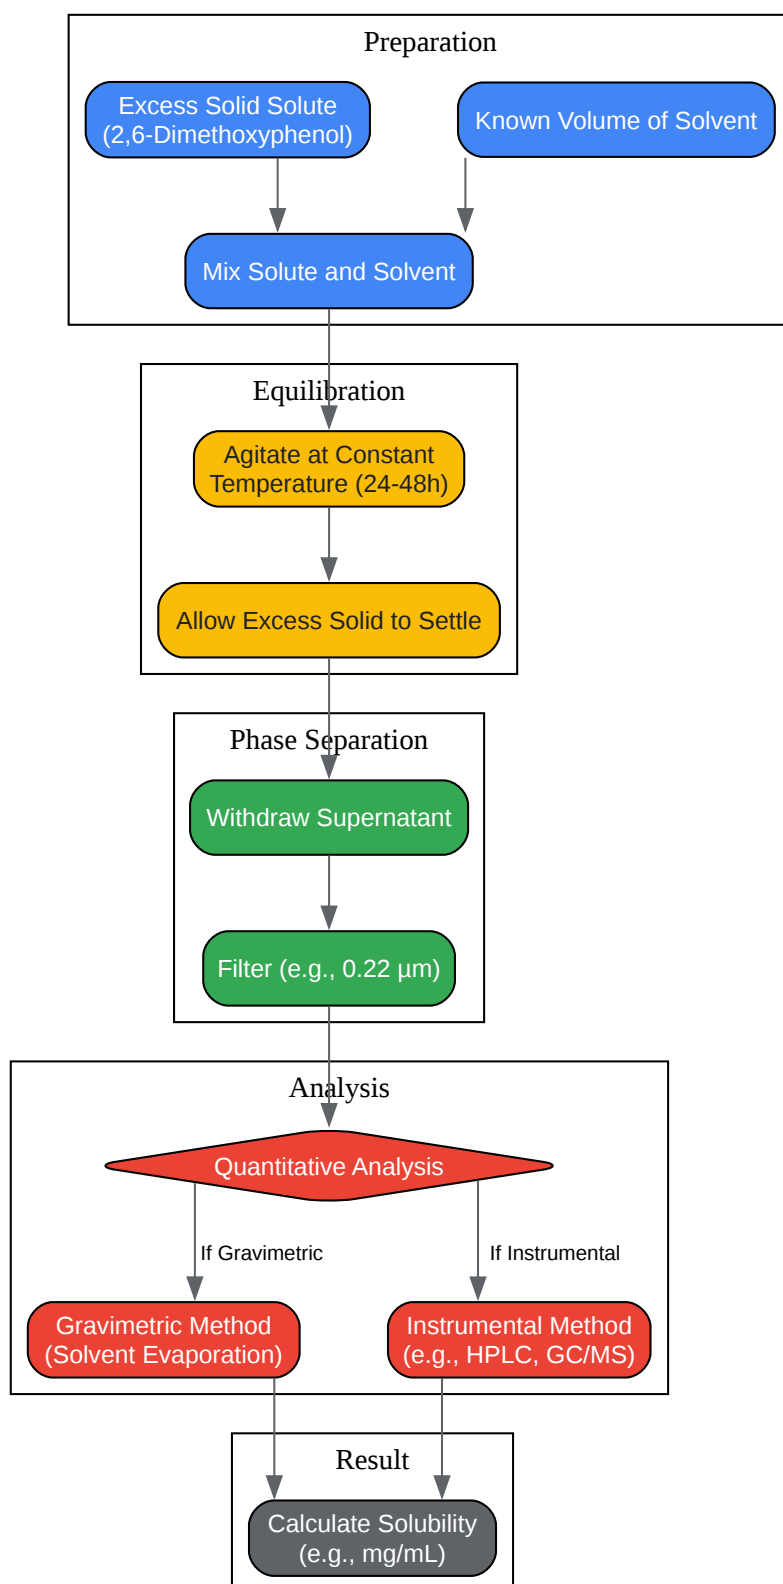 Preparation
Excess Solid Solute
(2,6-Dimethoxyphenol)
Known Volume of Solvent
Mix Solute and Solvent
Equilibration
Agitate at Constant
Temperature (24-48h)
Allow Excess Solid to Settle
Phase Separation
Withdraw Supernatant
Filter (e.g., 0.22 µm)
Analysis
Quantitative Analysis
If Gravimetric
If Instrumental
Gravimetric Method
(Solvent Evaporation)
Instrumental Method
(e.g., HPLC, GC/MS)
Result
Calculate Solubility
(e.g., mg/mL)